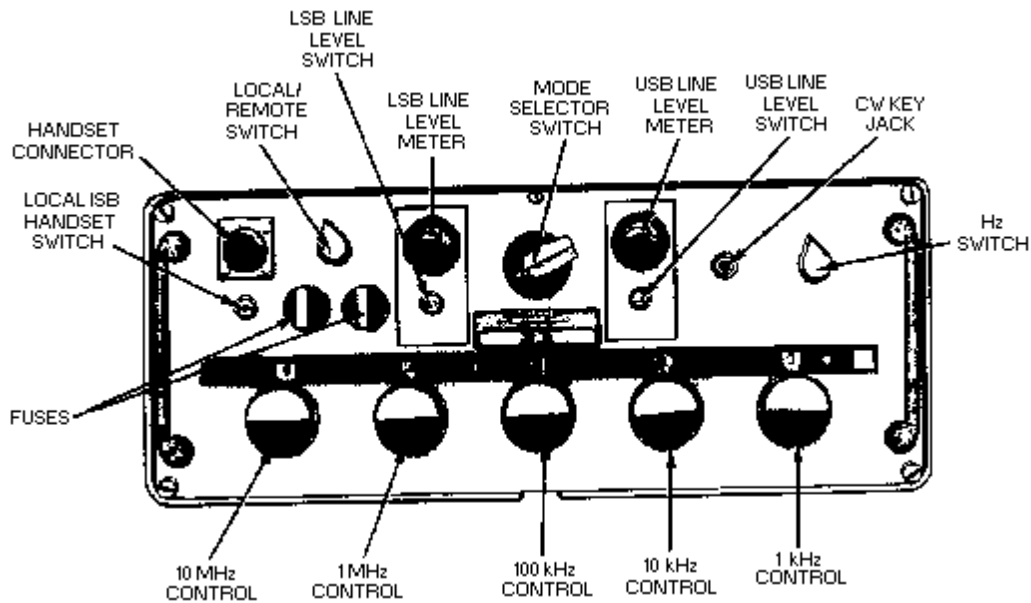 LSB LINE
LEVEL
SWITCH
LOCAL/
REMOTE
SWITCH
HANDSET
CONNECTOR
LOCAL ISB
HANDSET
SWITCH
LSB LINE
LEVEL
METER
MODE
SELECTOR
SWITCH
USB LINE
LEVEL
METER
USB LINE
LEVEL
SWITCH
CW KEY
JACK
Hz
SWITCH
FUSES
10 MHz
CONTROL
1 MHz
CONTROL
100 kHz
CONTROL
10 kHz
CONTROL
1 kHz
CONTROL